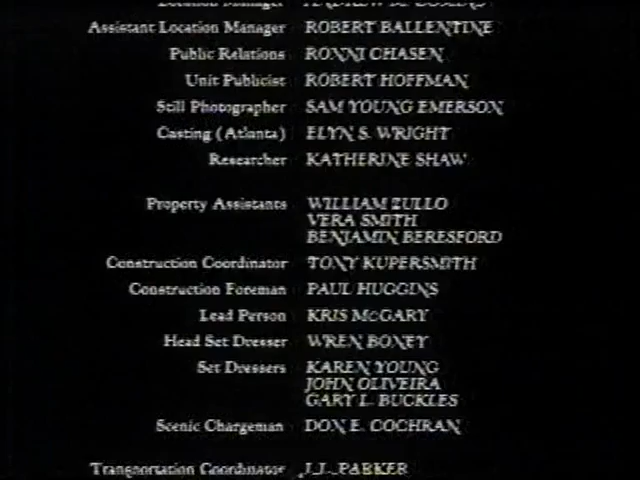 Location Manager
Assistant Location Manager ROBERT BALLENTINE
Public Relations RONNI CHASEN
Unit Publicist ROBERT HOFFMAN
Still Photographer SAM YOUNG EMERSON
Casting (Atlanta) ELYN S. WRIGHT
Researcher KATHERINE SHAW
Property Assistants WILLIAM ZULLO
VERA SMITH
BENJAMIN BERESFORD
Construction Coordinator TONY KUPERSMITH
Construction Foreman PAUL HUGGINS
Lead Person KRIS McGARY
Head Set Dresser WREN BONEY
Set Dressers KAREN YOUNG
JOHN OLIVEIRA
GARY L. BUCKLES
Scenic Chargeman DON E. COCHRAN
Transportation Coordinator J.L. PARKER